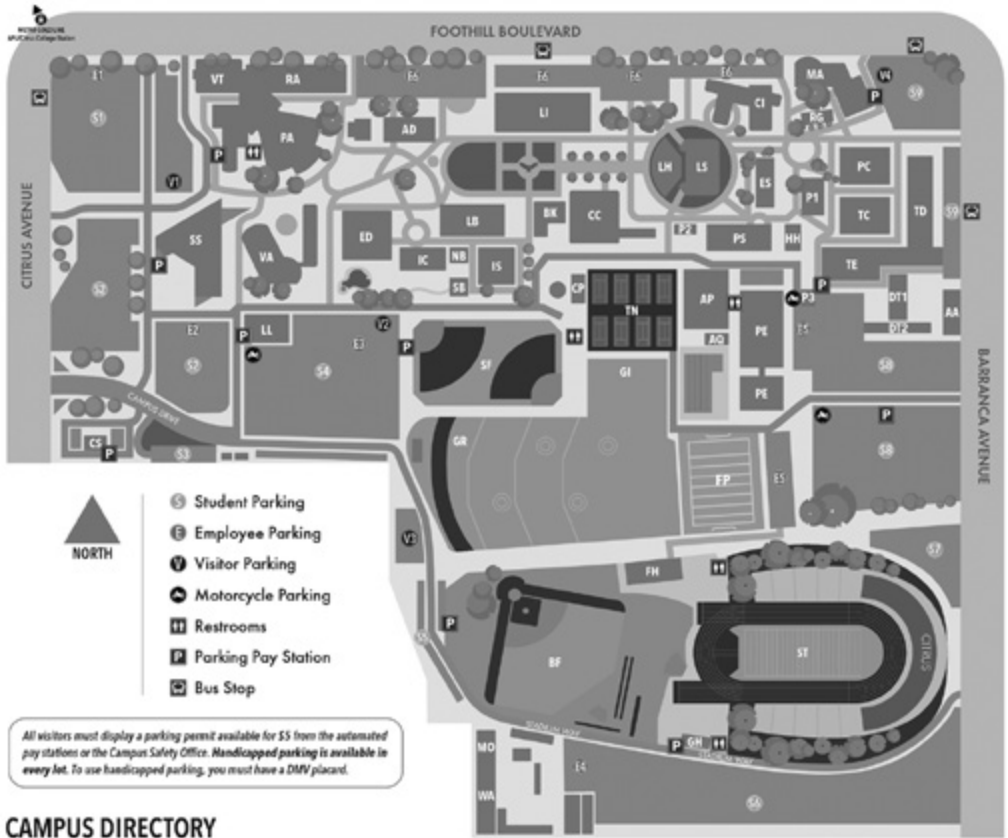 FOOTHILL BOULEVARD
E1
VT
RA
E6
E6
E6
E6
MA
V4
S9
S1
LI
CI
RG
PA
AD
P
P
V1
LH
LS
ES
PC
P1
TC
TD
S9
CITRUS AVENUE
SS
ED
LB
BK
CC
P2
PS
HH
VA
IC
NB
IS
TE
P
S2
SB
CP
TN
AP
P3
P
DT1
AA
E2
LL
V2
PE
DT2
P
E3
P
AQ
S2
S4
SF
GI
S8
PE
BARRANCA AVENUE
CAMPUS DRIVE
P
CS
P
S3
GR
S8
FP
E5
V3
S7
NORTH
S Student Parking
E Employee Parking
V Visitor Parking
Motorcycle Parking
Restrooms
P Parking Pay Station
Bus Stop
FH
P
BF
ST
CITRUS
STADIUM WAY
P
GH
STADIUM WAY
MO
E4
WA
S6
All visitors must display a parking permit available for $5 from the automated
pay stations or the Campus Safety Office. Handicapped parking is available in
every lot. To use handicapped parking, you must have a DMV placard.
CAMPUS DIRECTORY